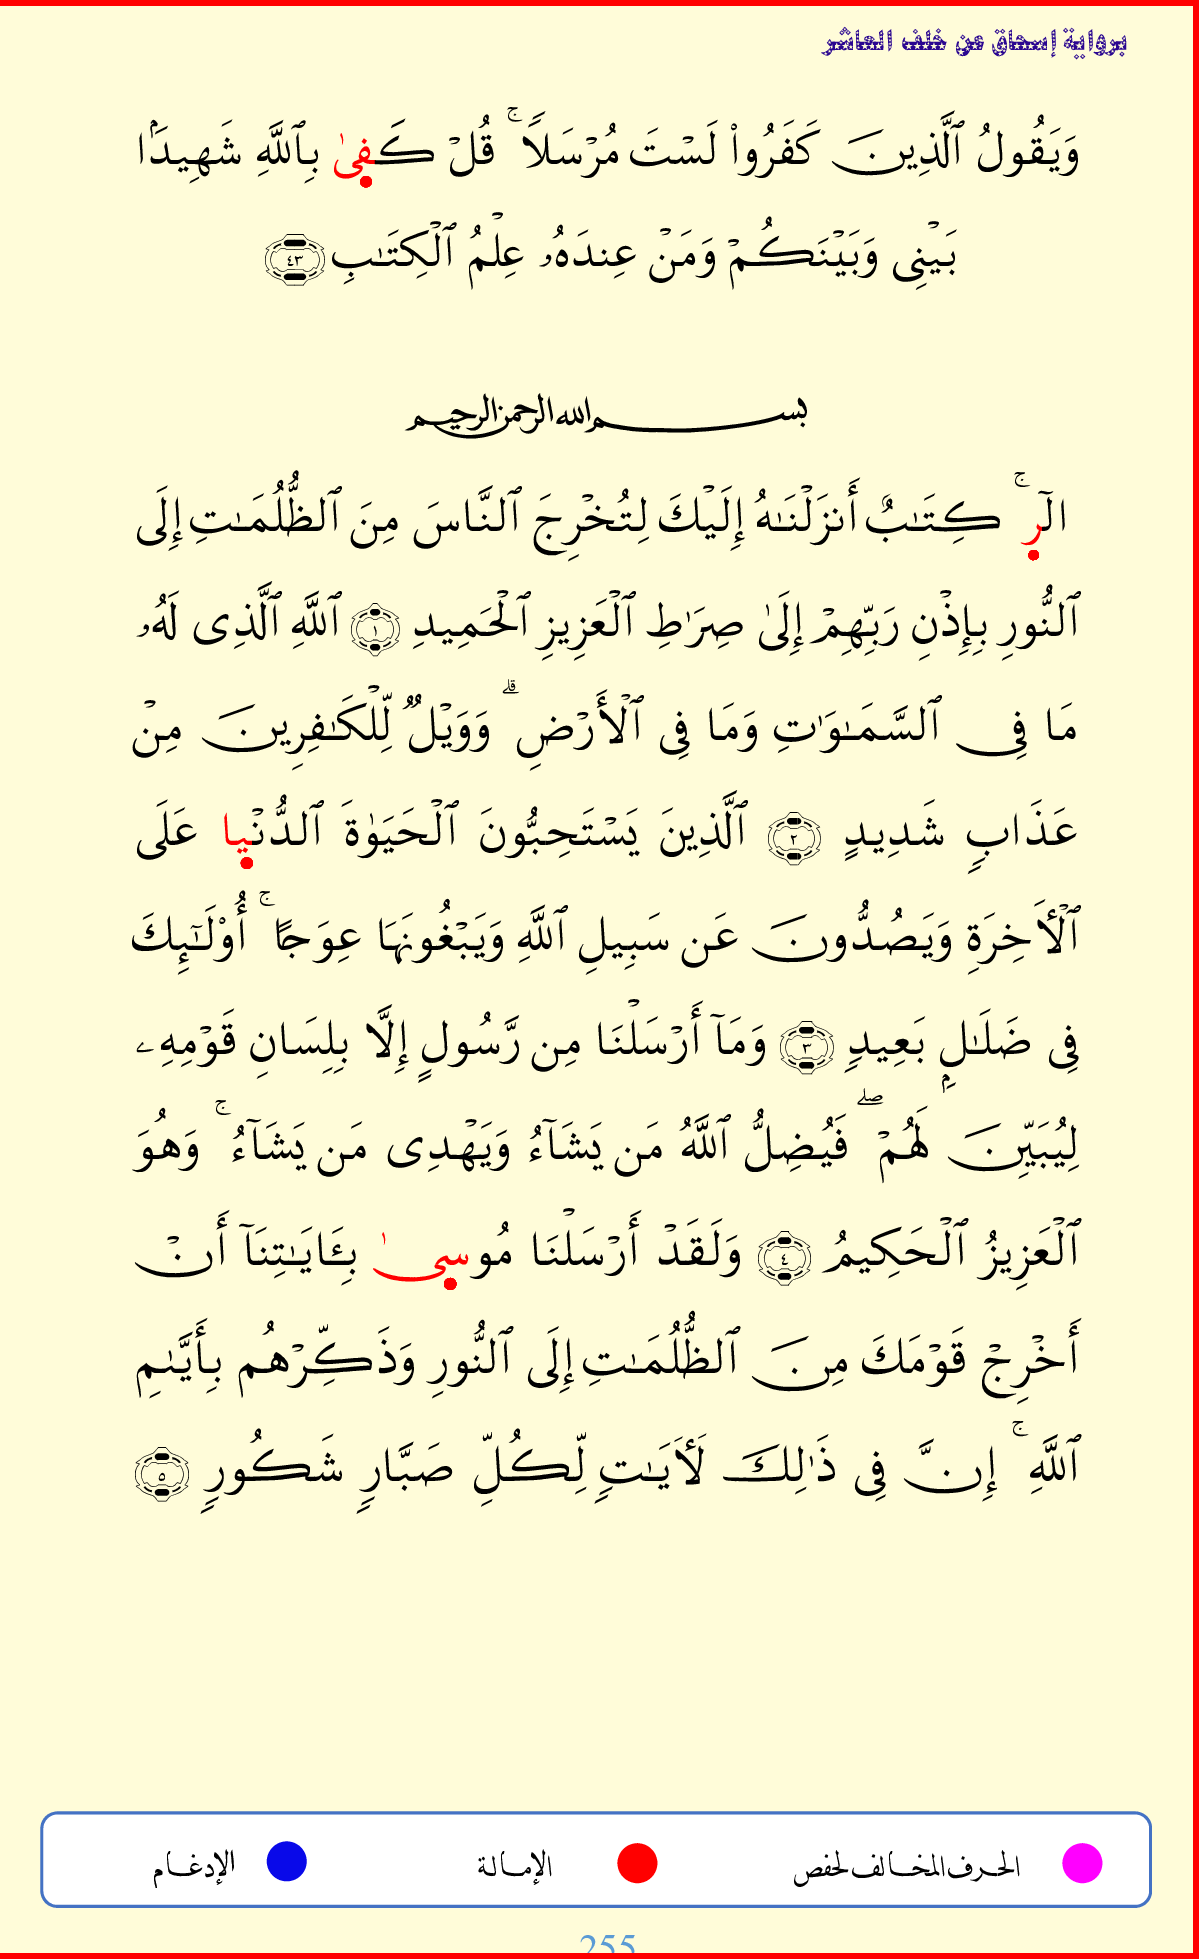 برواية إسحاق عن خلف العاشر
وَيَقُولُ ٱلَّذِينَ كَفَرُوا۟ لَسْتَ مُرْسَلًا ۚ قُلْ كَفِىٰ بِٱللَّهِ شَهِيدًۢا
بَيْنِى وَبَيْنَكُمْ وَمَنْ عِندَهُۥ عِلْمُ ٱلْكِتَـٰبِ ٤٣
بسم الله الرحمن الرحيم
الٓرِ ۚ كِتَـٰبٌ أَنزَلْنَـٰهُ إِلَيْكَ لِتُخْرِجَ ٱلنَّاسَ مِنَ ٱلظُّلُمَـٰتِ إِلَى
ٱلنُّورِ بِإِذْنِ رَبِّهِمْ إِلَىٰ صِرَٰطِ ٱلْعَزِيزِ ٱلْحَمِيدِ ١ ٱللَّهِ ٱلَّذِى لَهُۥ
مَا فِى ٱلسَّمَـٰوَٰتِ وَمَا فِى ٱلْأَرْضِ ۗ وَوَيْلٌ لِّلْكَـٰفِرِينَ مِنْ
عَذَابٍ شَدِيدٍ ٢ ٱلَّذِينَ يَسْتَحِبُّونَ ٱلْحَيَوٰةَ ٱلدُّنْيِا عَلَى
ٱلْـَٔاخِرَةِ وَيَصُدُّونَ عَن سَبِيلِ ٱللَّهِ وَيَبْغُونَهَا عِوَجًا ۚ أُو۟لَـٰٓئِكَ
فِى ضَلَـٰلٍۭ بَعِيدٍ ٣ وَمَآ أَرْسَلْنَا مِن رَّسُولٍ إِلَّا بِلِسَانِ قَوْمِهِۦ
لِيُبَيِّنَ لَهُمْ ۖ فَيُضِلُّ ٱللَّهُ مَن يَشَآءُ وَيَهْدِى مَن يَشَآءُ ۚ وَهُوَ
ٱلْعَزِيزُ ٱلْحَكِيمُ ٤ وَلَقَدْ أَرْسَلْنَا مُوسِىٰ بِـَٔايَـٰتِنَآ أَنْ
أَخْرِجْ قَوْمَكَ مِنَ ٱلظُّلُمَـٰتِ إِلَى ٱلنُّورِ وَذَكِّرْهُم بِأَيَّىٰمِ
ٱللَّهِ ۚ إِنَّ فِى ذَٰلِكَ لَـَٔايَـٰتٍ لِّكُلِّ صَبَّارٍ شَكُورٍ ٥
الحرف المخالف لحفص الإمالة الإدغام
255